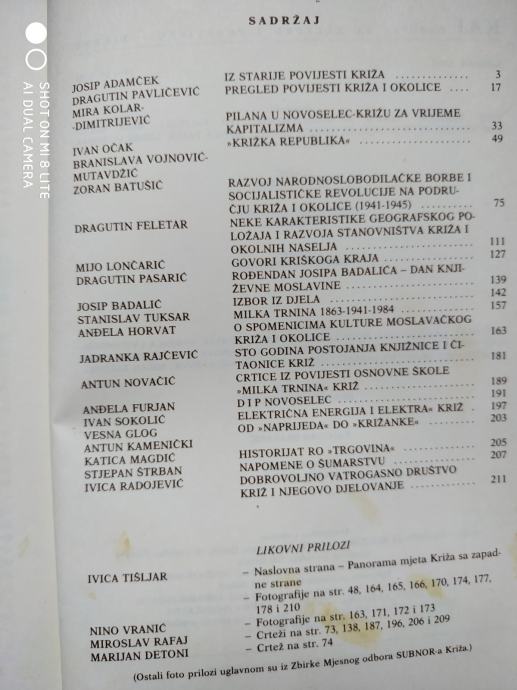 SADRŽAJ
JOSIP ADAMČEK IZ STARIJE POVIJESTI KRIŽA ............. 3
DRAGUTIN PAVLIČEVIĆ PREGLED POVIJESTI KRIŽA I OKOLICE .... 17
MIRA KOLAR-
-DIMITRIJEVIĆ PILANA U NOVOSELEC-KRIŽU ZA VRIJEME
KAPITALIZMA ............................. 33
IVAN OČAK »KRIŽKA REPUBLIKA« ..................... 49
BRANISLAVA VOJNOVIĆ-
MUTAVDŽIĆ
ZORAN BATUŠIĆ RAZVOJ NARODNOSLOBODILAČKE BORBE I
SOCIJALISTIČKE REVOLUCIJE NA PODRU-
ČJU KRIŽA I OKOLICE (1941-1945) .......... 75
DRAGUTIN FELETAR NEKE KARAKTERISTIKE GEOGRAFSKOG PO-
LOŽAJA I RAZVOJA STANOVNIŠTVA KRIŽA I
OKOLNIH NASELJA ....................... 111
MIJO LONČARIĆ GOVORI KRIŠKOGA KRAJA ................. 127
DRAGUTIN PASARIĆ ROĐENDAN JOSIPA BADALIĆA – DAN KNJI-
ŽEVNE MOSLAVINE ....................... 139
JOSIP BADALIĆ IZBOR IZ DJELA .......................... 142
STANISLAV TUKSAR MILKA TRNINA 1863-1941-1984 .............. 157
ANĐELA HORVAT O SPOMENICIMA KULTURE MOSLAVAČKOG
KRIŽA I OKOLICE ........................ 163
JADRANKA RAJČEVIĆ STO GODINA POSTOJANJA KNJIŽNICE I ČI-
TAONICE KRIŽ .......................... 181
ANTUN NOVAČIĆ CRTICE IZ POVIJESTI OSNOVNE ŠKOLE
»MILKA TRNINA« KRIŽ ................... 189
ANĐELA FURJAN D I P NOVOSELEC ........................ 191
IVAN SOKOLIĆ ELEKTRIČNA ENERGIJA I ELEKTRA« KRIŽ . 197
VESNA GLOG OD »NAPRIJEDA« DO »KRIŽANKE« .......... 203
ANTUN KAMENIČKI
KATICA MAGDIĆ HISTORIJAT RO »TRGOVINA« ............... 205
STJEPAN ŠTRBAN NAPOMENE O ŠUMARSTVU ................ 207
IVICA RADOJEVIĆ DOBROVOLJNO VATROGASNO DRUŠTVO
KRIŽ I NJEGOVO DJELOVANJE .............. 211
LIKOVNI PRILOZI
IVICA TIŠLJAR – Naslovna strana – Panorama mjeta Križa sa zapad-
ne strane
– Fotografije na str. 48, 164, 165, 166, 170, 174, 177,
178 i 210
NINO VRANIĆ – Fotografije na str. 163, 171, 172 i 173
MIROSLAV RAFAJ – Crteži na str. 73, 138, 187, 196, 206 i 209
MARIJAN DETONI – Crtež na str. 74
(Ostali foto prilozi uglavnom su iz Zbirke Mjesnog odbora SUBNOR-a Križa.)
SHOT ON MI 8 LITE
AI DUAL CAMERA